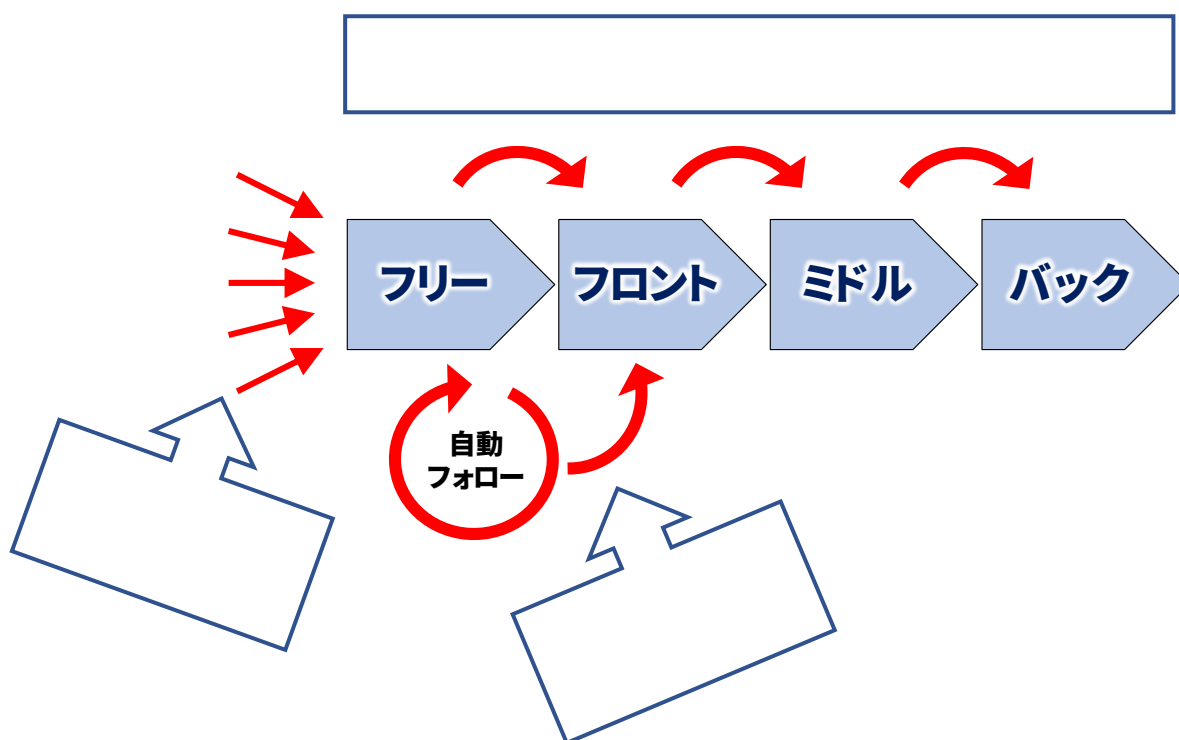 フリー
フロント
ミドル
バック
自動
フォロー